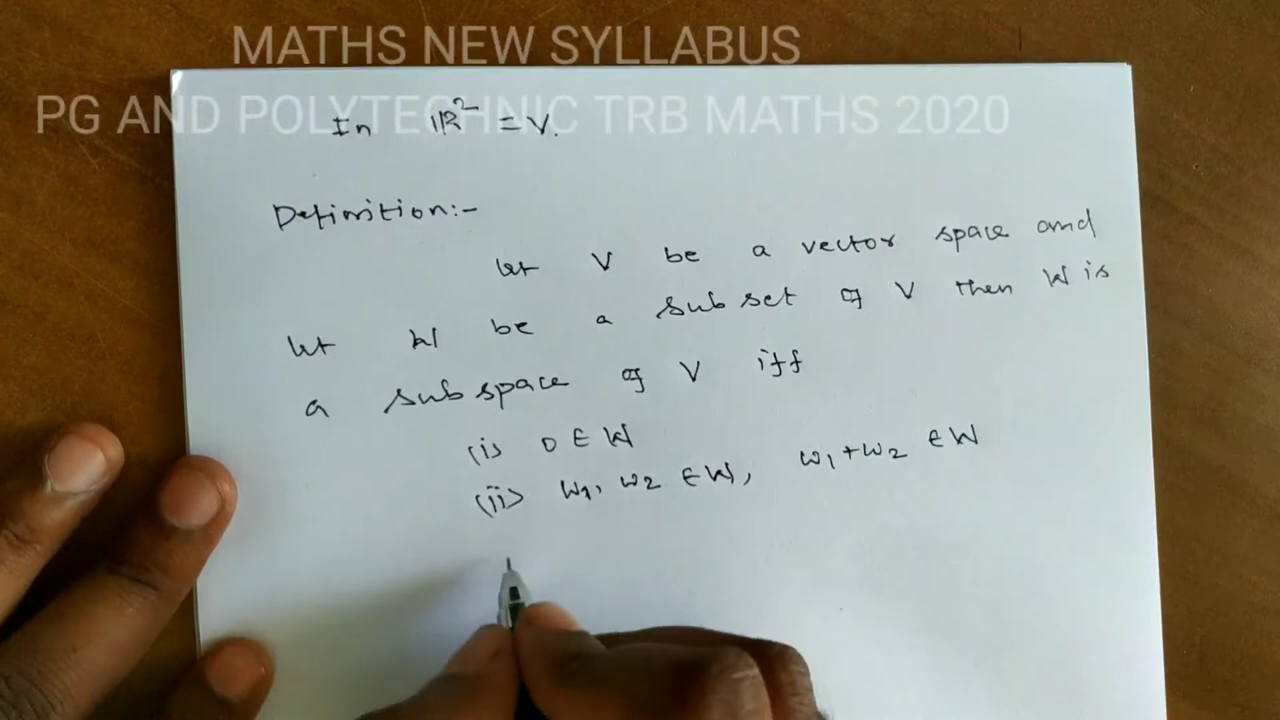 MATHS NEW SYLLABUS
PG AND POLYTECHNIC TRB MATHS 2020
In ℝ² = V.
Definition:-
Let V be a vector space and
let W be a subset of V then W is
a subspace of V iff
(i) 0 ∈ W
(ii) w₁, w₂ ∈ W, w₁ + w₂ ∈ W